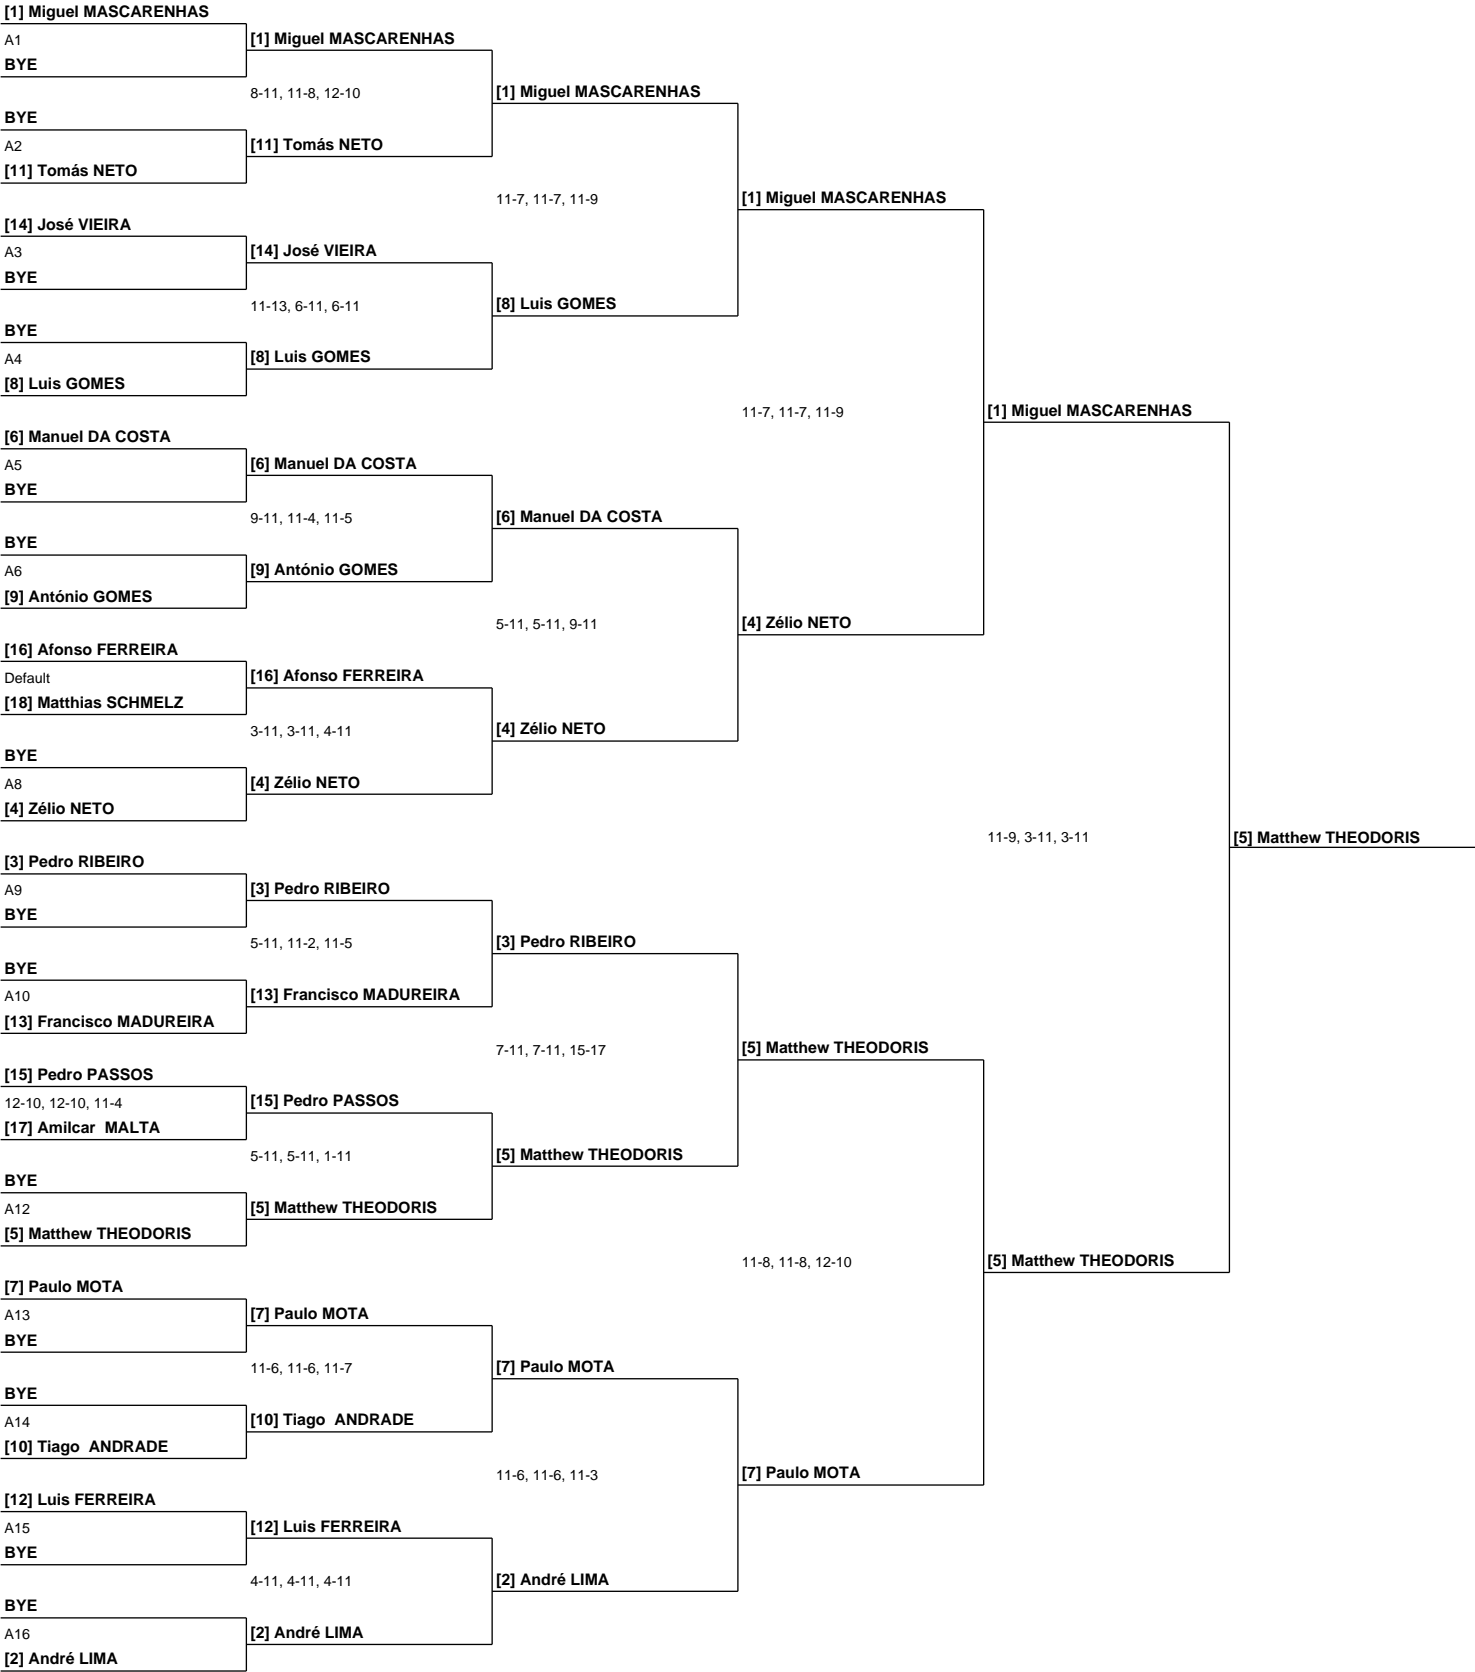 [1] Miguel MASCARENHAS
A1
BYE
[1] Miguel MASCARENHAS
8-11, 11-8, 12-10
[1] Miguel MASCARENHAS
BYE
A2
[11] Tomás NETO
[11] Tomás NETO
11-7, 11-7, 11-9
[1] Miguel MASCARENHAS
[14] José VIEIRA
A3
BYE
[14] José VIEIRA
11-13, 6-11, 6-11
[8] Luis GOMES
BYE
A4
[8] Luis GOMES
[8] Luis GOMES
11-7, 11-7, 11-9
[1] Miguel MASCARENHAS
[6] Manuel DA COSTA
A5
BYE
[6] Manuel DA COSTA
9-11, 11-4, 11-5
[6] Manuel DA COSTA
BYE
A6
[9] António GOMES
[9] António GOMES
5-11, 5-11, 9-11
[4] Zélio NETO
[16] Afonso FERREIRA
Default
[18] Matthias SCHMELZ
[16] Afonso FERREIRA
3-11, 3-11, 4-11
[4] Zélio NETO
BYE
A8
[4] Zélio NETO
[4] Zélio NETO
11-9, 3-11, 3-11
[5] Matthew THEODORIS
[3] Pedro RIBEIRO
A9
BYE
[3] Pedro RIBEIRO
5-11, 11-2, 11-5
[3] Pedro RIBEIRO
BYE
A10
[13] Francisco MADUREIRA
[13] Francisco MADUREIRA
7-11, 7-11, 15-17
[5] Matthew THEODORIS
[15] Pedro PASSOS
12-10, 12-10, 11-4
[17] Amilcar  MALTA
[15] Pedro PASSOS
5-11, 5-11, 1-11
[5] Matthew THEODORIS
BYE
A12
[5] Matthew THEODORIS
[5] Matthew THEODORIS
11-8, 11-8, 12-10
[5] Matthew THEODORIS
[7] Paulo MOTA
A13
BYE
[7] Paulo MOTA
11-6, 11-6, 11-7
[7] Paulo MOTA
BYE
A14
[10] Tiago  ANDRADE
[10] Tiago  ANDRADE
11-6, 11-6, 11-3
[7] Paulo MOTA
[12] Luis FERREIRA
A15
BYE
[12] Luis FERREIRA
4-11, 4-11, 4-11
[2] André LIMA
BYE
A16
[2] André LIMA
[2] André LIMA